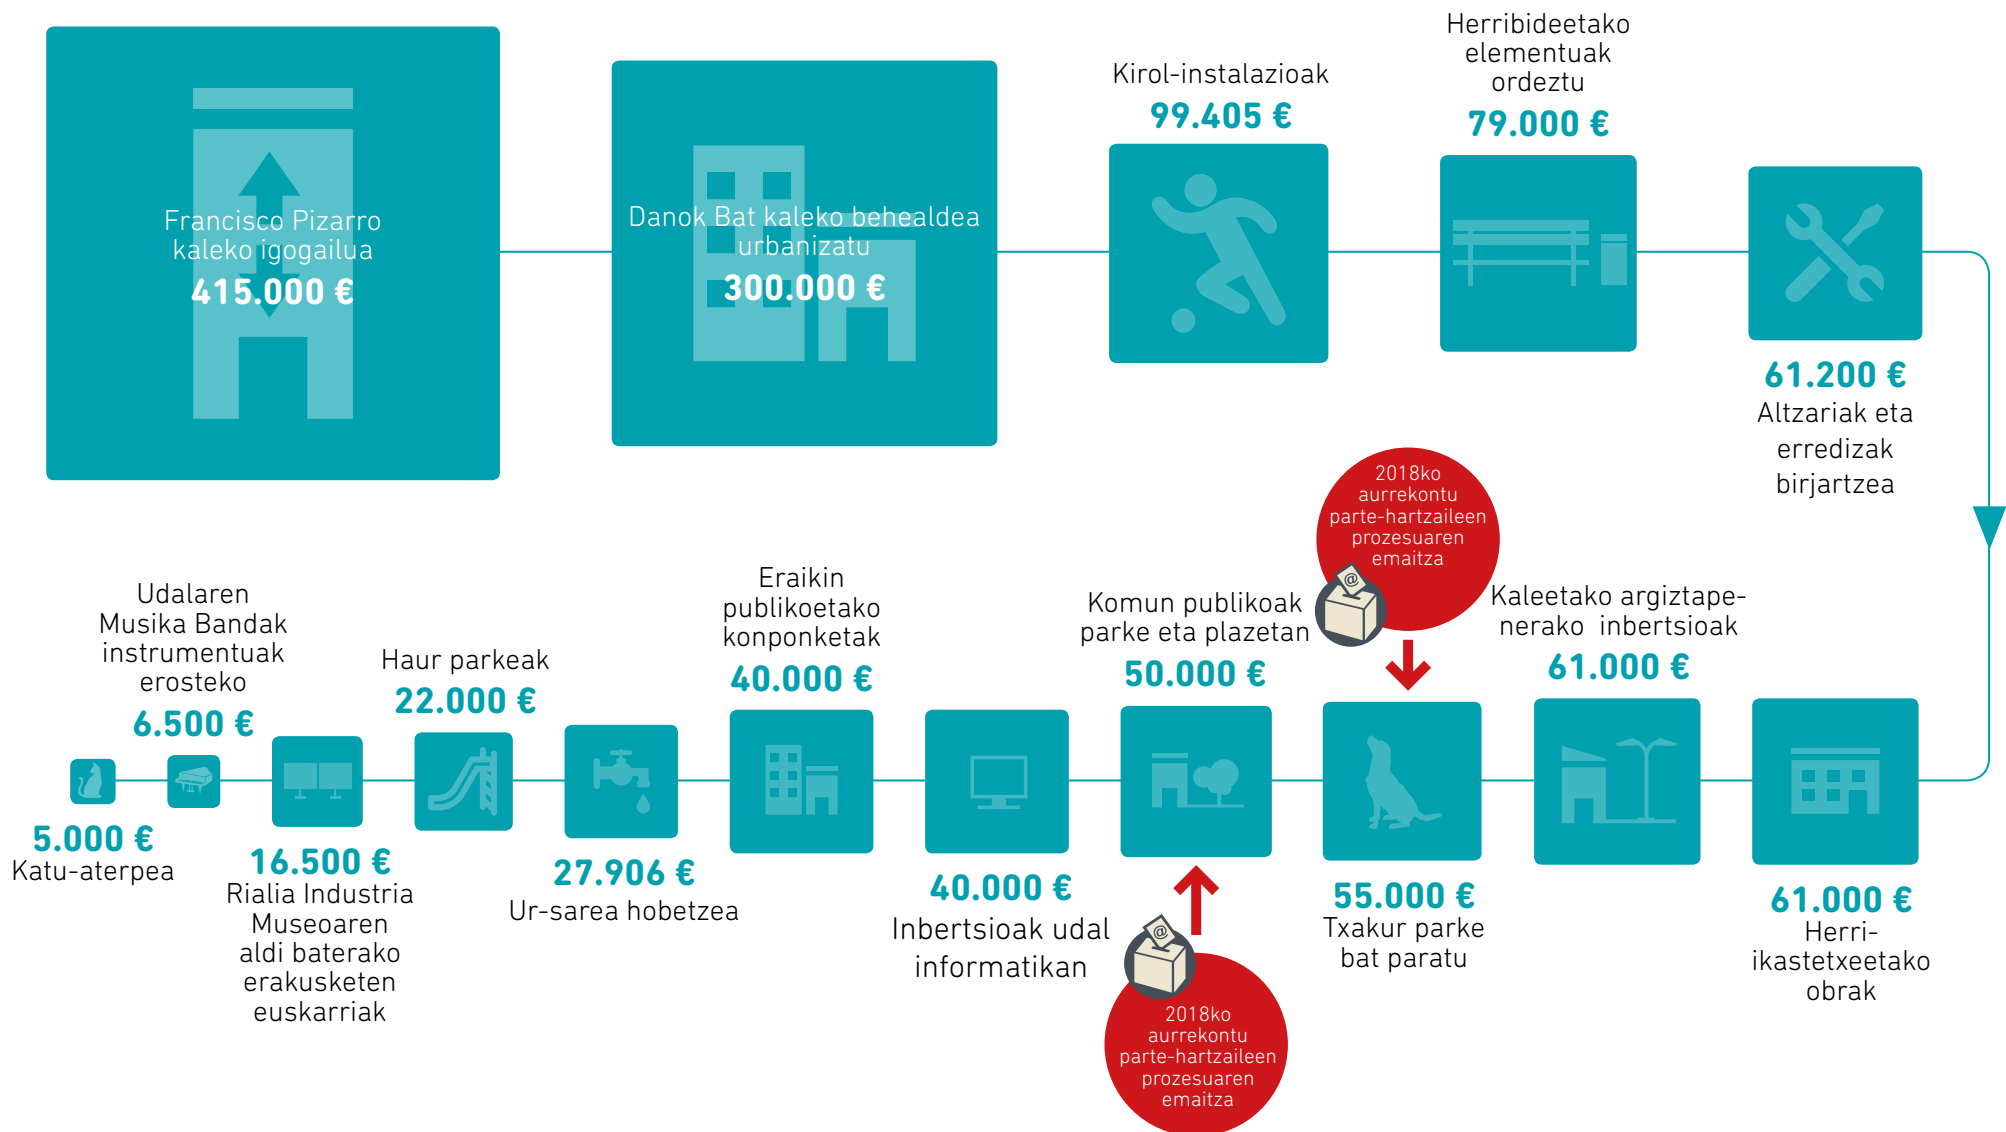 Francisco Pizarro
kaleko igogailua
415.000 €
Danok Bat kaleko behealdea
urbanizatu
300.000 €
Kirol-instalazioak
99.405 €
Herribideetako
elementuak
ordeztu
79.000 €
61.200 €
Altzariak eta
erredizak
birjartzea
2018ko
aurrekontu
parte-hartzaileen
prozesuaren
emaitza
@
Udalaren
Musika Bandak
instrumentuak
erosteko
6.500 €
Haur parkeak
22.000 €
Eraikin
publikoetako
konponketak
40.000 €
Komun publikoak
parke eta plazetan
50.000 €
Kaleetako argiztape-
nerako inbertsioak
61.000 €
5.000 €
Katu-aterpea
16.500 €
Rialia Industria
Museoaren
aldi baterako
erakusketen
euskarriak
27.906 €
Ur-sarea hobetzea
40.000 €
Inbertsioak udal
informatikan
55.000 €
Txakur parke
bat paratu
61.000 €
Herri-
ikastetxeetako
obrak
@
2018ko
aurrekontu
parte-hartzaileen
prozesuaren
emaitza